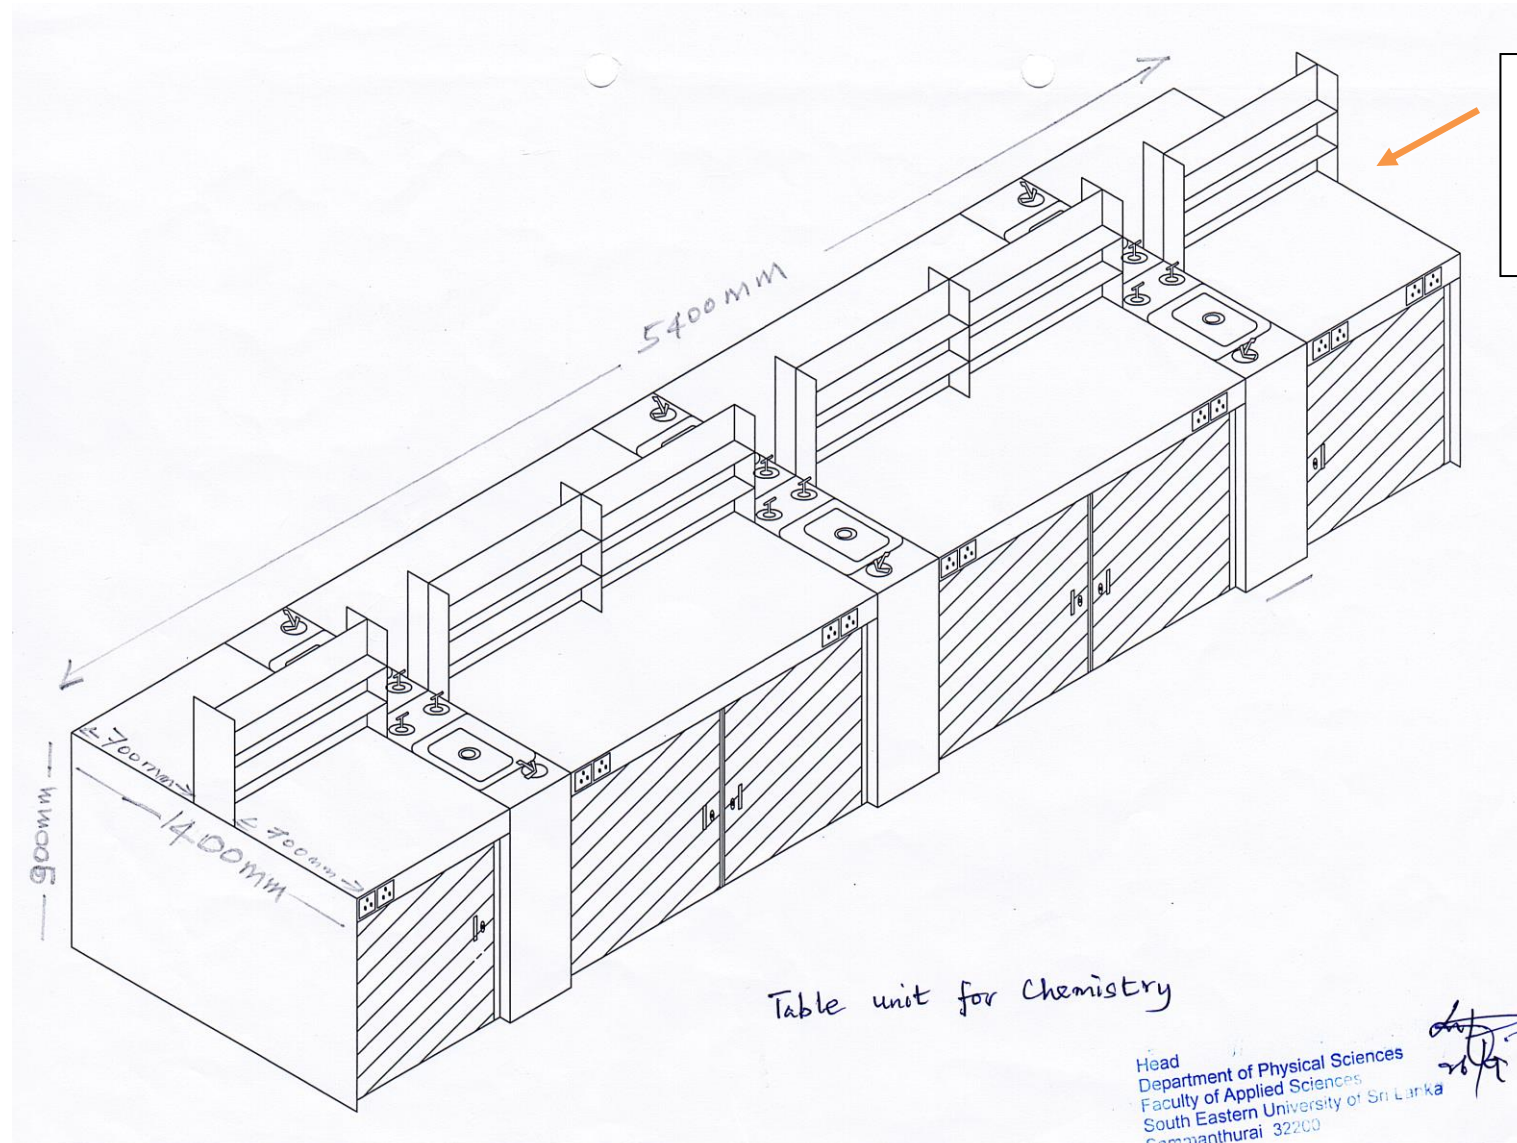 5400mm
700mm
1400mm
700mm
900mm
Table unit for Chemistry
Head
Department of Physical Sciences
Faculty of Applied Sciences
South Eastern University of Sri Lanka
Sammanthurai 32200